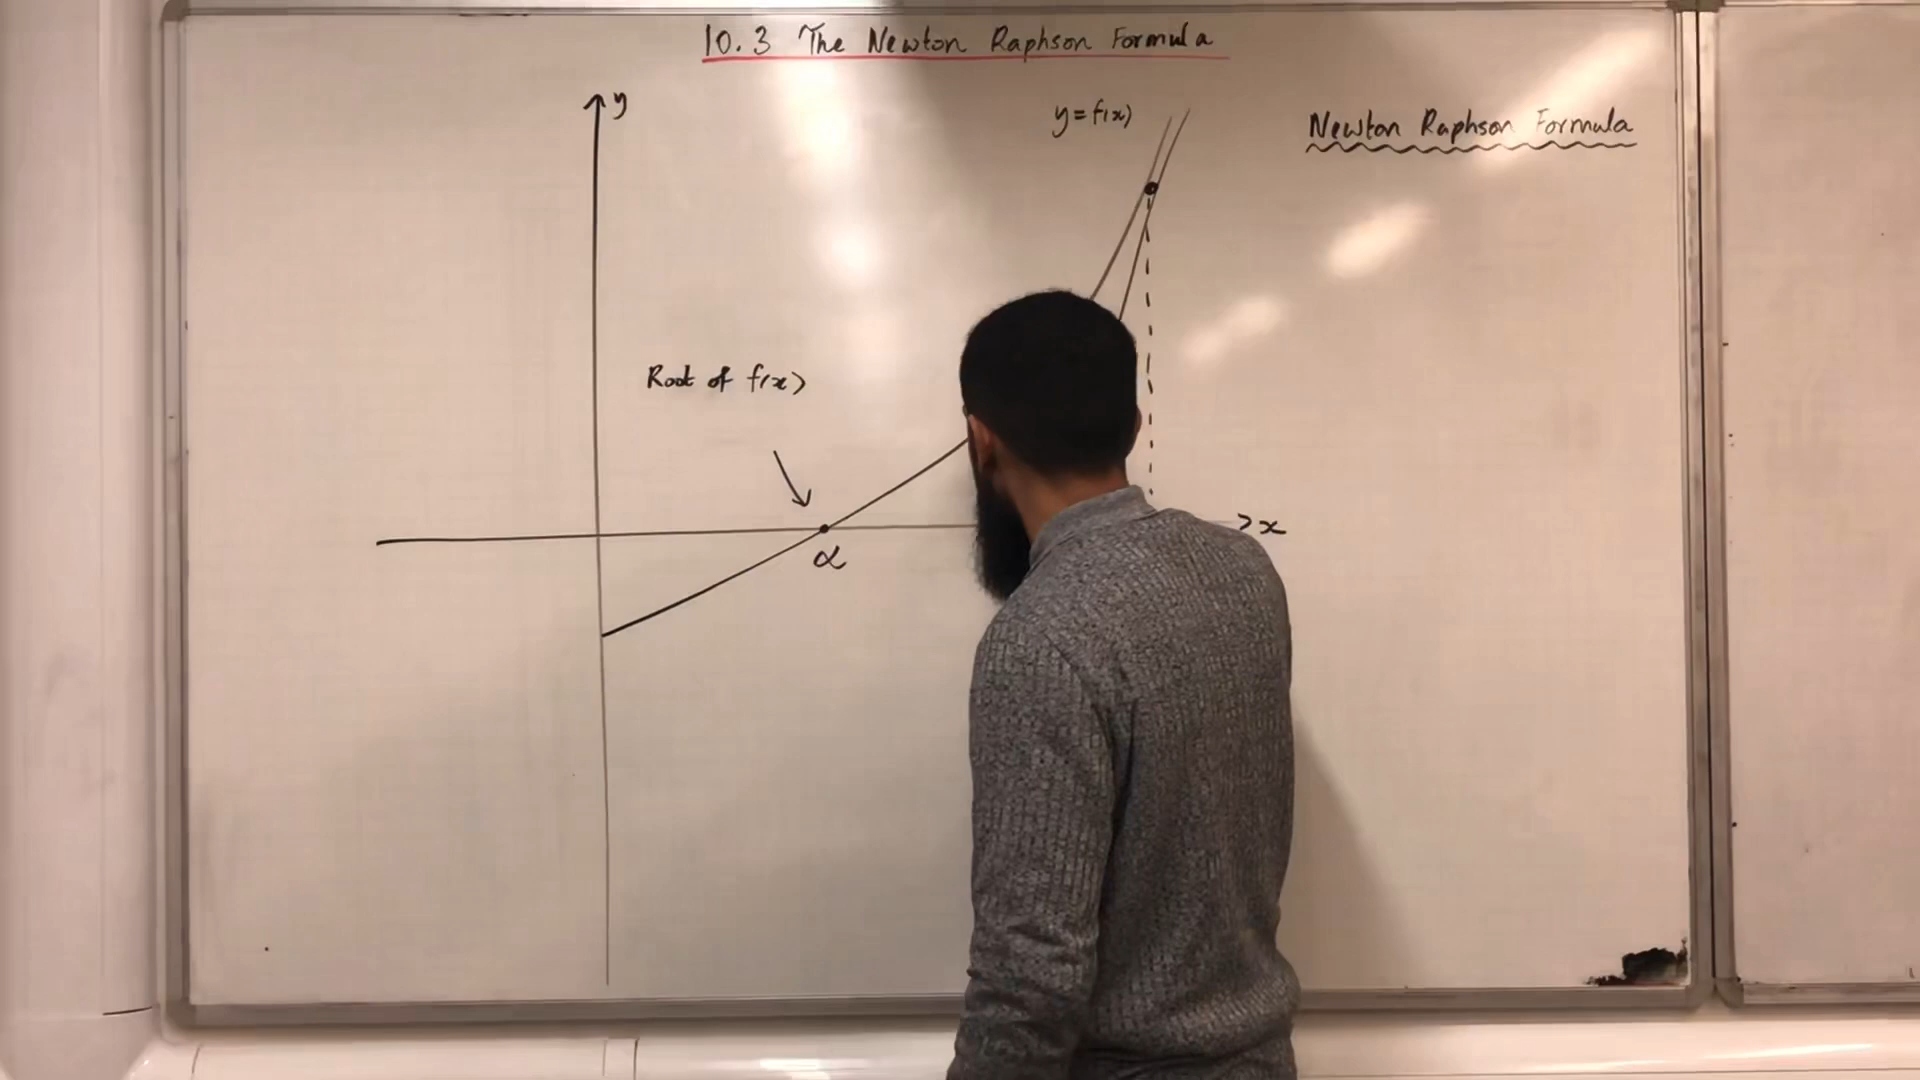 10.3 The Newton Raphson Formula
y
y = f(x)
Newton Raphson Formula
Root of f(x)
x
α